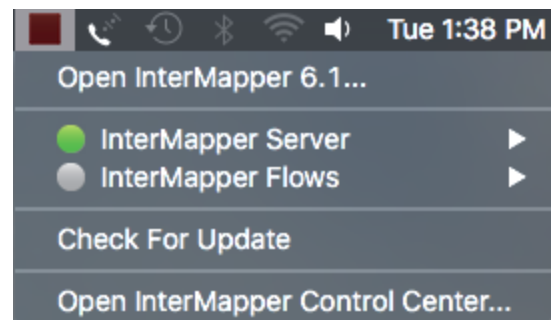 Tue 1:38 PM
Open InterMapper 6.1...
InterMapper Server
InterMapper Flows
Check For Update
Open InterMapper Control Center...